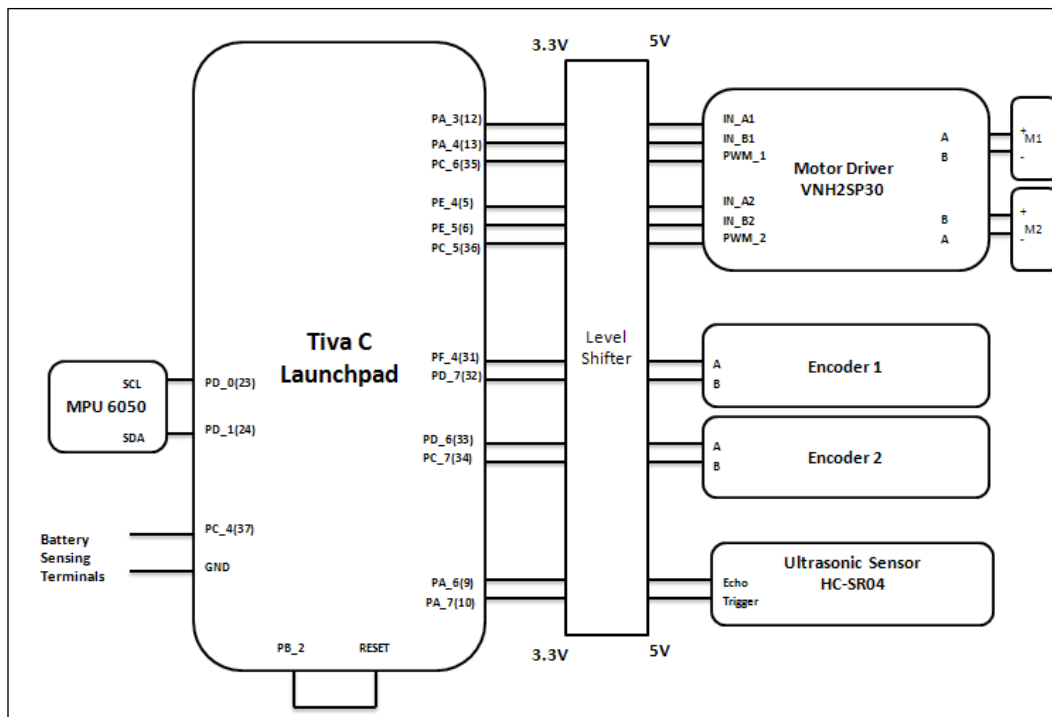 3.3V
5V
PA_3(12)
PA_4(13)
PC_6(35)
PE_4(5)
PE_5(6)
PC_5(36)
IN_A1
IN_B1
PWM_1
IN_A2
IN_B2
PWM_2
Motor Driver
VNH2SP30
A
B
B
A
+
M1
-
+
M2
-
Tiva C
Launchpad
Level
Shifter
SCL
MPU 6050
SDA
PD_0(23)
PD_1(24)
PF_4(31)
PD_7(32)
A
B
Encoder 1
PD_6(33)
PC_7(34)
A
B
Encoder 2
Battery
Sensing
Terminals
PC_4(37)
GND
PA_6(9)
PA_7(10)
Ultrasonic Sensor
HC-SR04
Echo
Trigger
PB_2
RESET
3.3V
5V